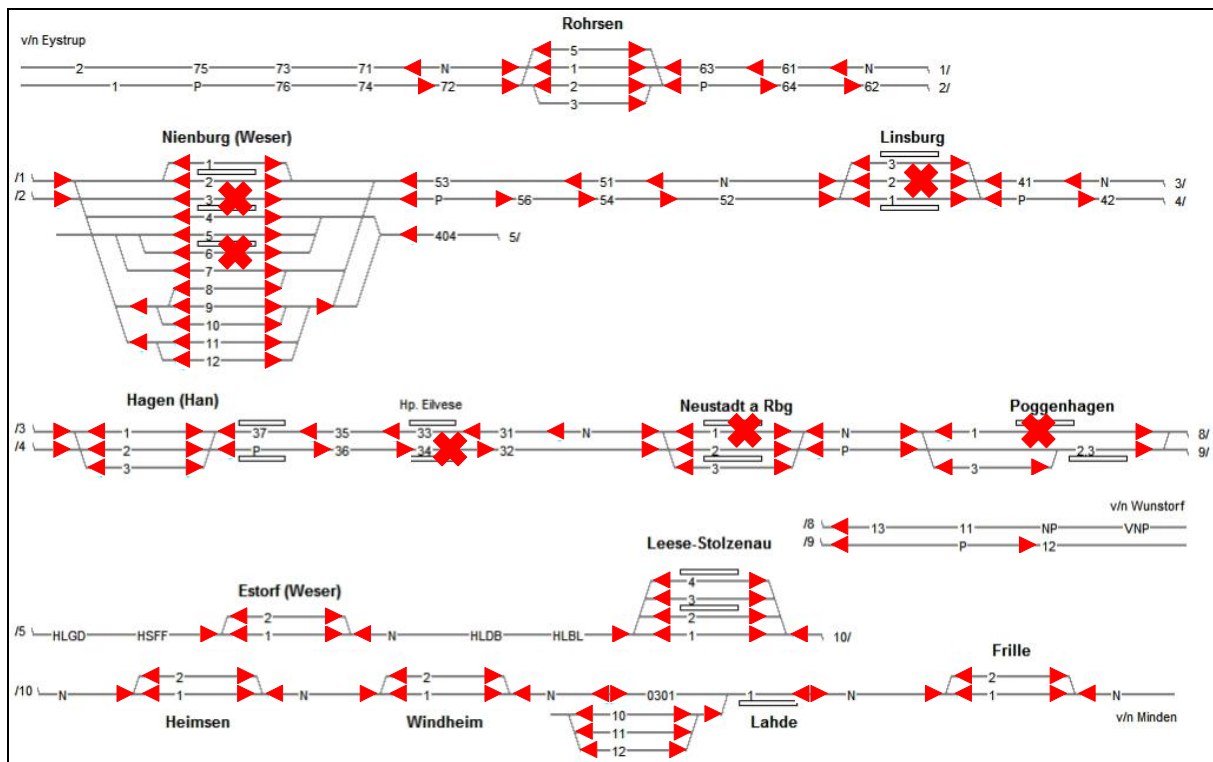 Rohrsen
v/n Eystrup
5
2 75 73 71 N 1 63 61 N 1/
1 P 76 74 72 2 P 64 62 2/
3
Nienburg (Weser)
Linsburg
1 3
/1 2 53 51 N 2 41 N 3/
/2 3 P 56 54 52 1 P 42 4/
4
5 404 5/
6
7
8
9
10
11
12
Hagen (Han)
Hp. Eilvese
Neustadt a Rbg
Poggenhagen
/3 1 37 35 33 31 N 1 N 1 8/
/4 2 P 36 34 32 2 P 2,3 9/
3 3 3
v/n Wunstorf
/8 13 11 NP VNP
/9 P 12
Leese-Stolzenau
4
Estorf (Weser)
3
2 2
/5 HLGD HSFF 1 N HLDB HLBL 1 10/
Frille
2 2 2
/10 N 1 N 1 N 0301 1 N 1 N
10
Heimsen
Windheim
Lahde
v/n Minden
11
12